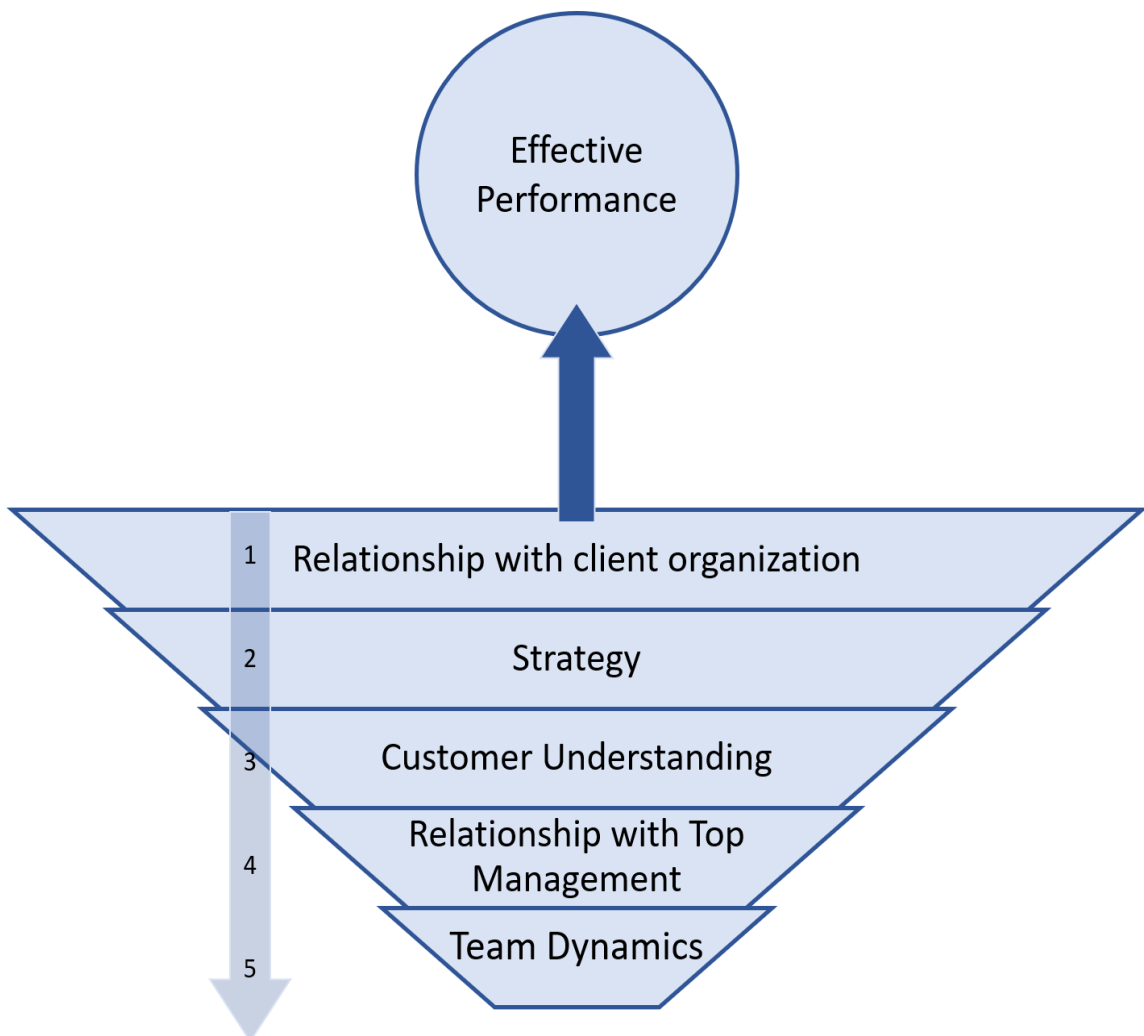 Effective
Performance
1 Relationship with client organization
2 Strategy
3 Customer Understanding
4 Relationship with Top
Management
5 Team Dynamics